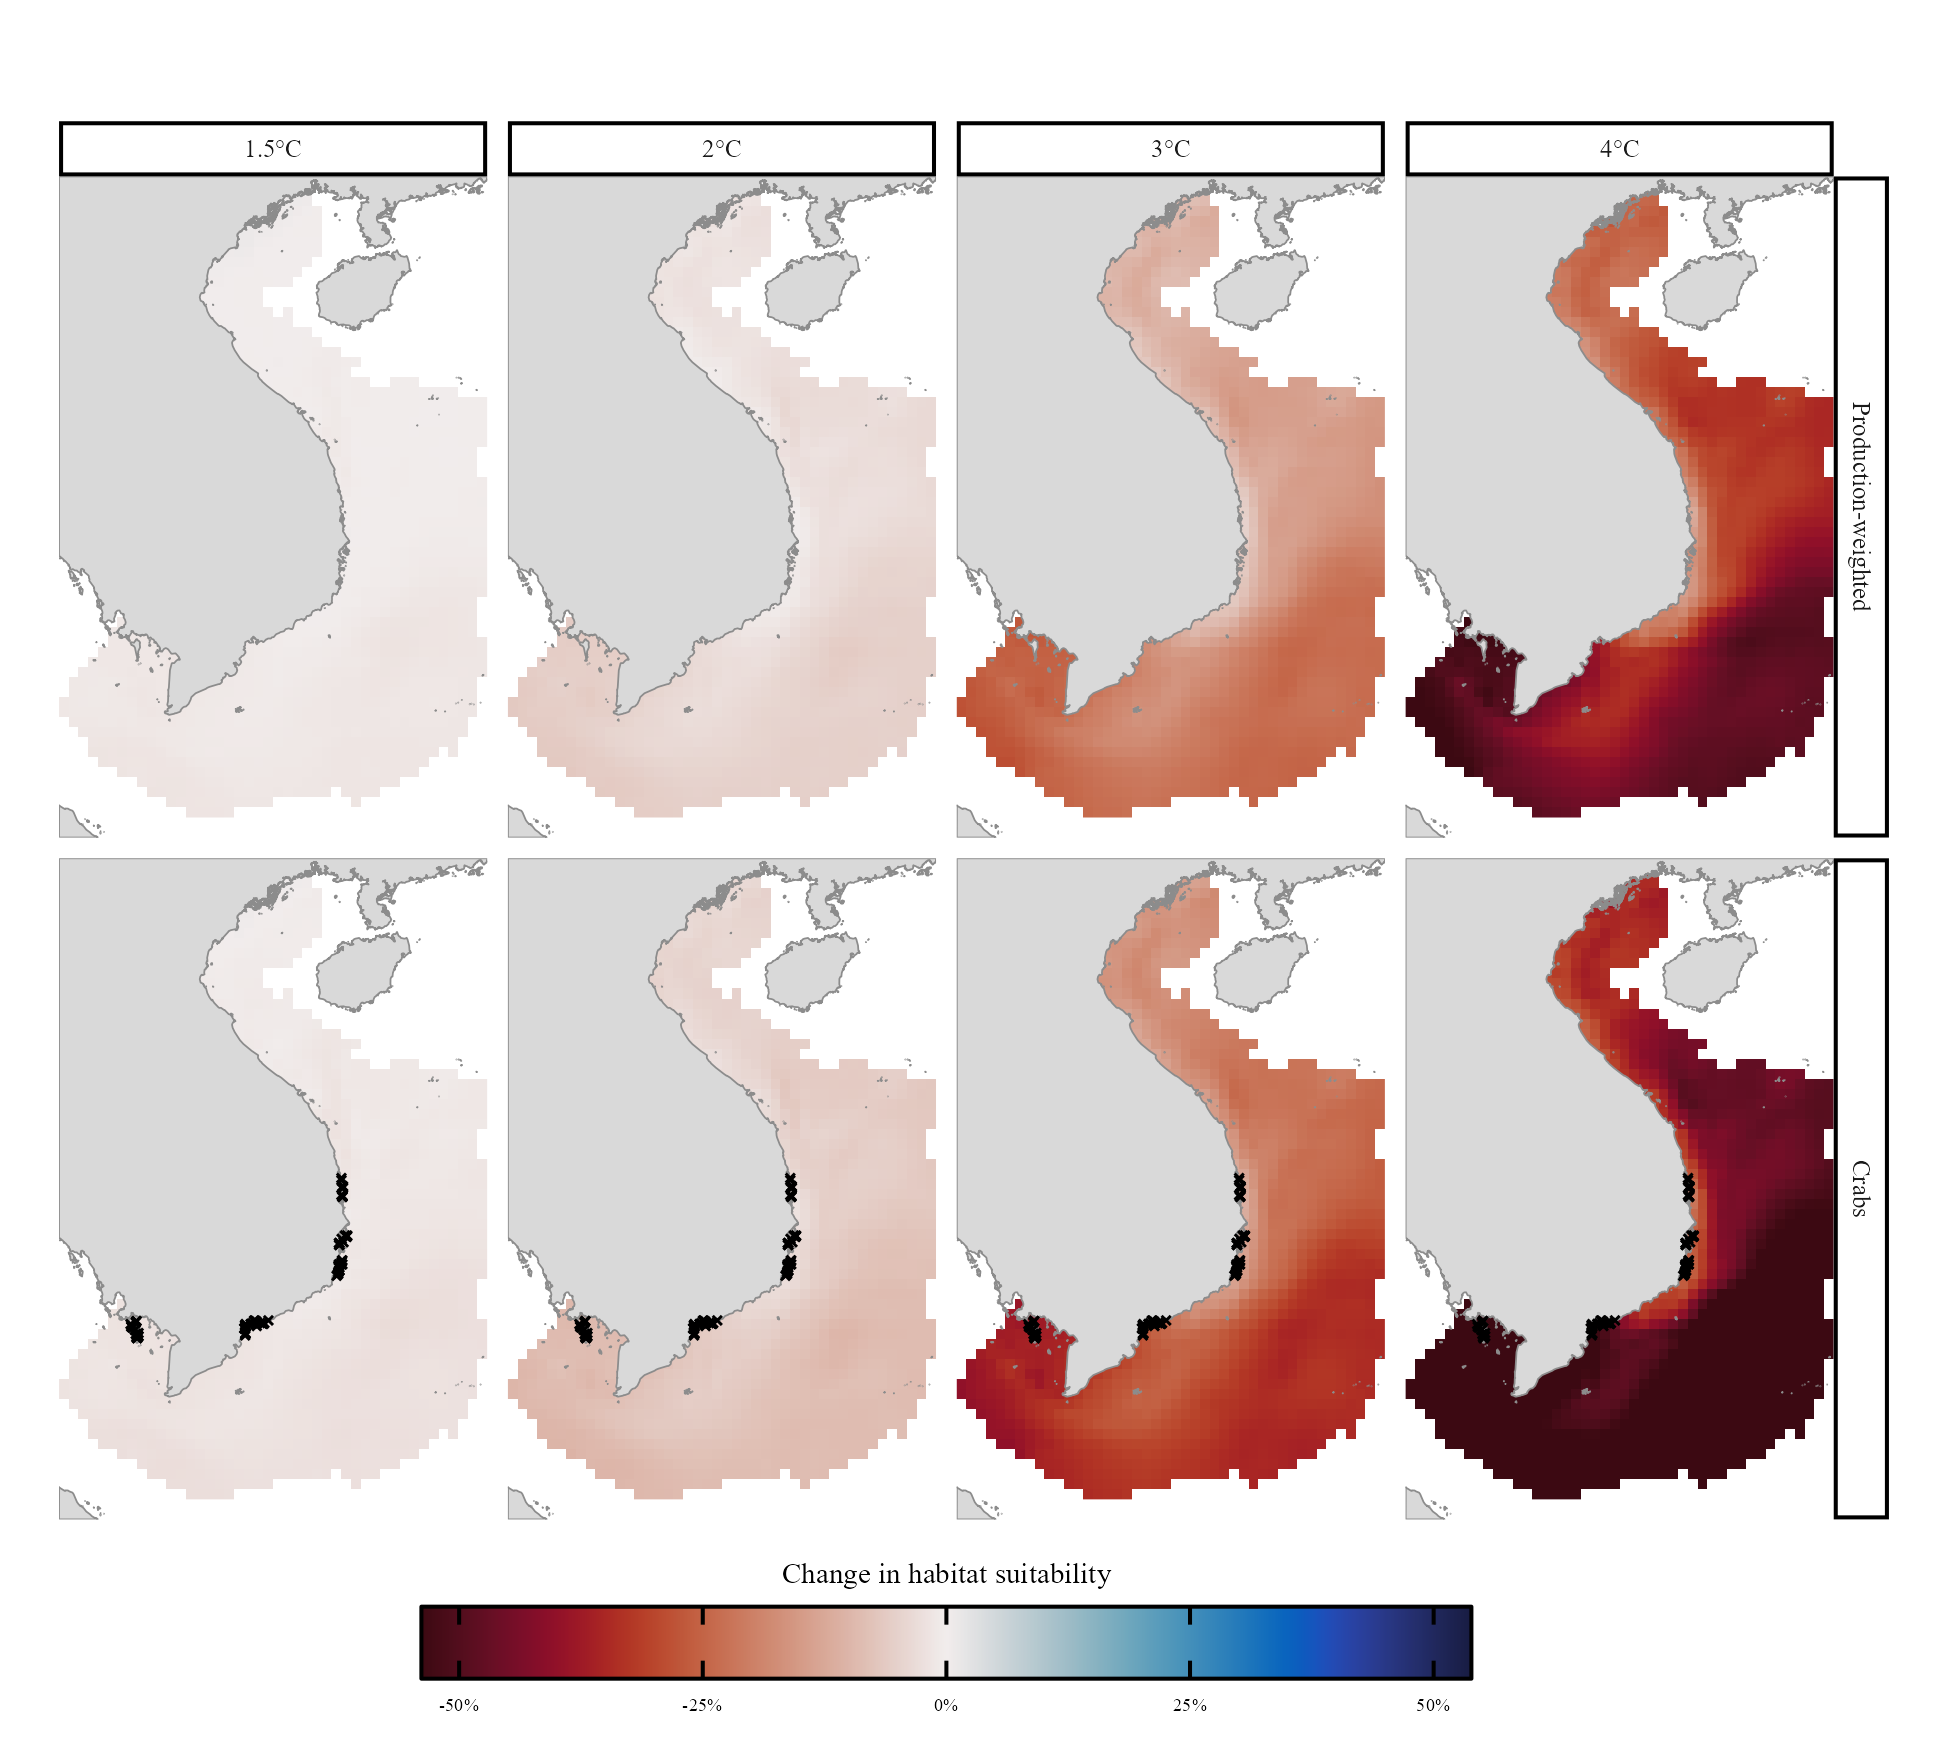 1.5°C
2°C
3°C
4°C
Production-weighted
Crabs
Change in habitat suitability
-50%
-25%
0%
25%
50%